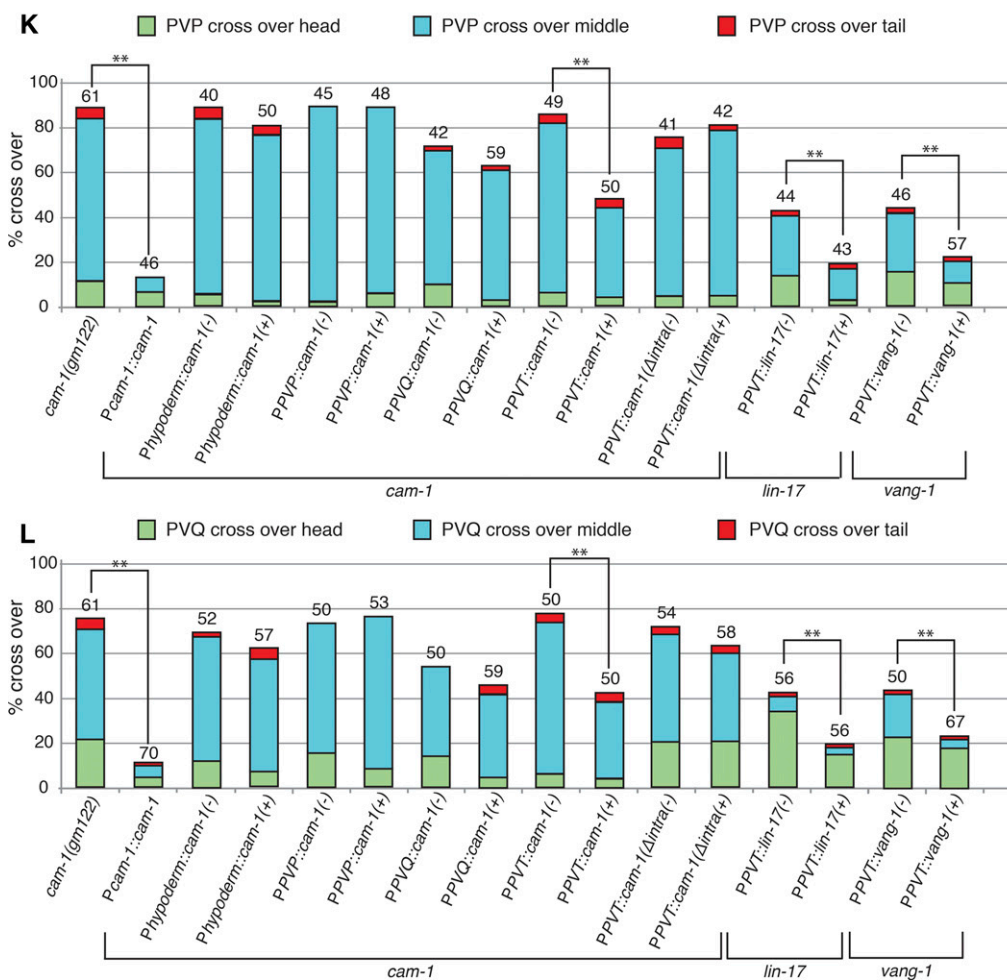 K
PVP cross over head
PVP cross over middle
PVP cross over tail
% cross over
100
80
60
40
20
0
**
**
**
**
61
46
40
50
45
48
42
59
49
50
41
42
44
43
46
57
cam-1(gm122)
Pcam-1::cam-1
Phypoderm::cam-1(-)
Phypoderm::cam-1(+)
PPVP::cam-1(-)
PPVP::cam-1(+)
PPVQ::cam-1(-)
PPVQ::cam-1(+)
PPVT::cam-1(-)
PPVT::cam-1(+)
PPVT::cam-1(Δintra(-)
PPVT::cam-1(Δintra(+)
PPVT::lin-17(-)
PPVT::lin-17(+)
PPVT::vang-1(-)
PPVT::vang-1(+)
cam-1
lin-17
vang-1
L
PVQ cross over head
PVQ cross over middle
PVQ cross over tail
% cross over
100
80
60
40
20
0
**
**
**
**
61
70
52
57
50
53
50
59
50
50
54
58
56
56
50
67
cam-1(gm122)
Pcam-1::cam-1
Phypoderm::cam-1(-)
Phypoderm::cam-1(+)
PPVP::cam-1(-)
PPVP::cam-1(+)
PPVQ::cam-1(-)
PPVQ::cam-1(+)
PPVT::cam-1(-)
PPVT::cam-1(+)
PPVT::cam-1(Δintra(-)
PPVT::cam-1(Δintra(+)
PPVT::lin-17(-)
PPVT::lin-17(+)
PPVT::vang-1(-)
PPVT::vang-1(+)
cam-1
lin-17
vang-1